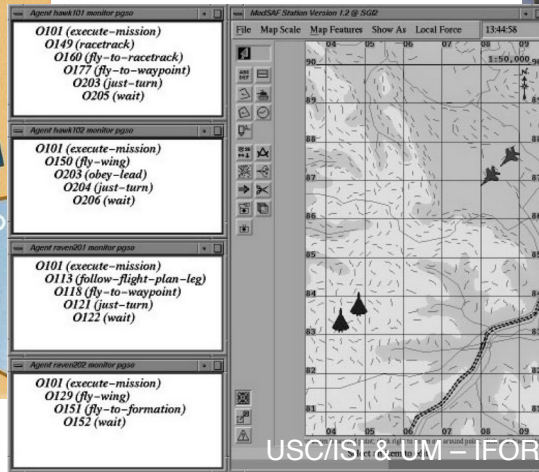 Agent hawk101 monitor pgso
O101 (execute-mission)
O149 (racetrack)
O160 (fly-to-racetrack)
O177 (fly-to-waypoint)
O203 (just-turn)
O205 (wait)
Agent hawk102 monitor pgso
O101 (execute-mission)
O150 (fly-wing)
O203 (obey-lead)
O204 (just-turn)
O206 (wait)
Agent raven201 monitor pgso
O101 (execute-mission)
O113 (follow-flight-plan-leg)
O118 (fly-to-waypoint)
O121 (just-turn)
O122 (wait)
Agent raven202 monitor pgso
O101 (execute-mission)
O129 (fly-wing)
O151 (fly-to-formation)
O152 (wait)
ModSAF Station Version 1.2 @ SGI2
File Map Scale Map Features Show As Local Force 13:44:58
04 05 06 07 08 09
1:50,000
N
90
89
88
87
86
85
84
83
82
81
04 05 06 07 08 09
USC/ISI & UM – IFOR